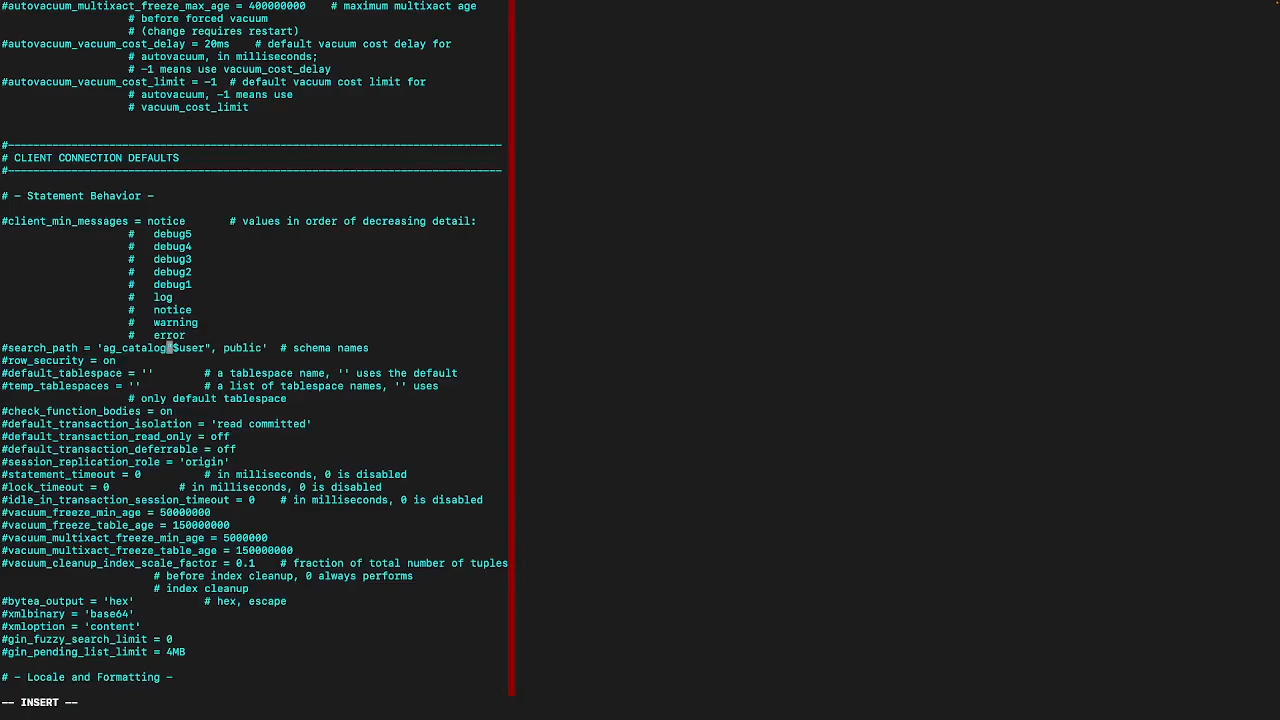 #autovacuum_multixact_freeze_max_age = 400000000    # maximum multixact age
# before forced vacuum
# (change requires restart)
#autovacuum_vacuum_cost_delay = 20ms    # default vacuum cost delay for
# autovacuum, in milliseconds;
# -1 means use vacuum_cost_delay
#autovacuum_vacuum_cost_limit = -1  # default vacuum cost limit for
# autovacuum, -1 means use
# vacuum_cost_limit
#------------------------------------------------------------------------------
# CLIENT CONNECTION DEFAULTS
#------------------------------------------------------------------------------
# - Statement Behavior -
#client_min_messages = notice       # values in order of decreasing detail:
#   debug5
#   debug4
#   debug3
#   debug2
#   debug1
#   log
#   notice
#   warning
#   error
#search_path = 'ag_catalog"$user", public'  # schema names
#row_security = on
#default_tablespace = ''        # a tablespace name, '' uses the default
#temp_tablespaces = ''          # a list of tablespace names, '' uses
# only default tablespace
#check_function_bodies = on
#default_transaction_isolation = 'read committed'
#default_transaction_read_only = off
#default_transaction_deferrable = off
#session_replication_role = 'origin'
#statement_timeout = 0          # in milliseconds, 0 is disabled
#lock_timeout = 0           # in milliseconds, 0 is disabled
#idle_in_transaction_session_timeout = 0    # in milliseconds, 0 is disabled
#vacuum_freeze_min_age = 50000000
#vacuum_freeze_table_age = 150000000
#vacuum_multixact_freeze_min_age = 5000000
#vacuum_multixact_freeze_table_age = 150000000
#vacuum_cleanup_index_scale_factor = 0.1    # fraction of total number of tuples
# before index cleanup, 0 always performs
# index cleanup
#bytea_output = 'hex'           # hex, escape
#xmlbinary = 'base64'
#xmloption = 'content'
#gin_fuzzy_search_limit = 0
#gin_pending_list_limit = 4MB
# - Locale and Formatting -
-- INSERT --